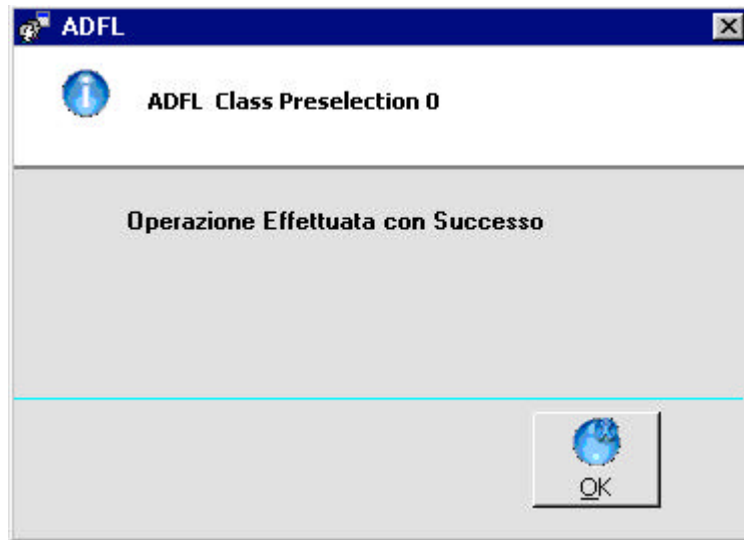 ADFL
ADFL Class Preselection 0
Operazione Effettuata con Successo
OK